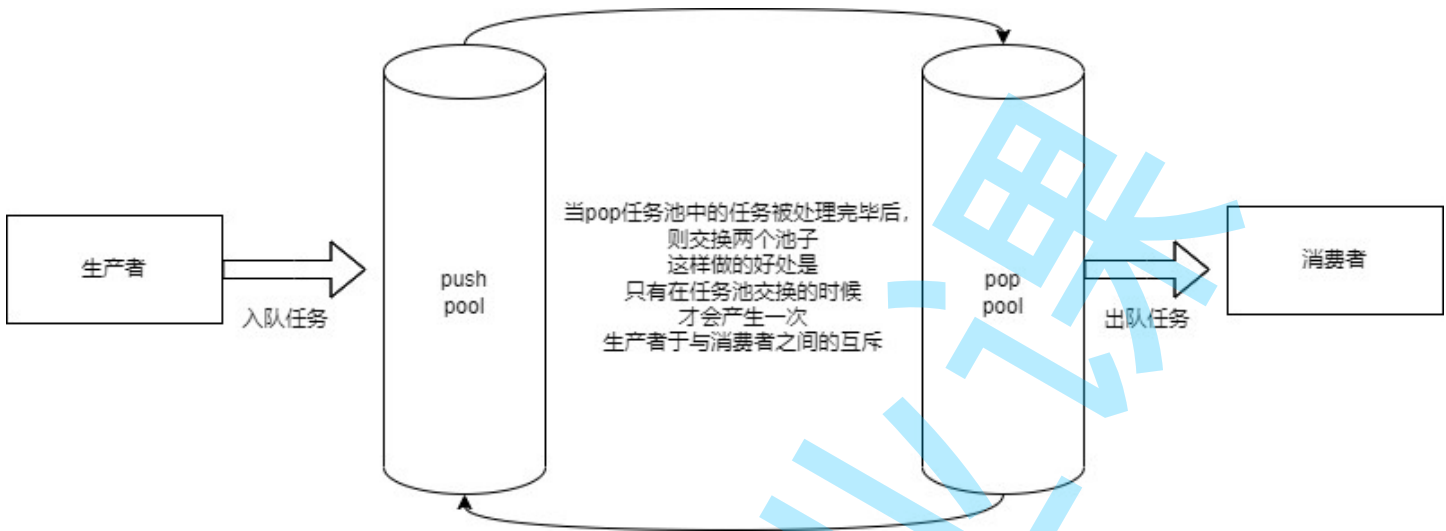 生产者
入队任务
push
pool
当pop任务池中的任务被处理完毕后，
则交换两个池子
这样做的好处是
只有在任务池交换的时候
才会产生一次
生产者于与消费者之间的互斥
pop
pool
出队任务
消费者